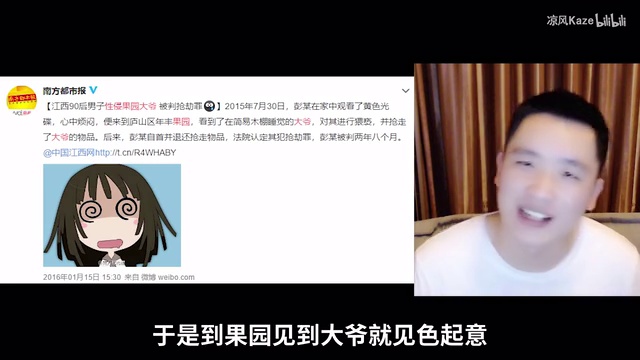 凉风Kaze bilibili
南方都市报
【江西90后男子性侵果园大爷 被判抢劫罪】2015年7月30日，彭某在家中观看了黄色光
碟，心中烦闷，便来到庐山区年丰果园，看到了在简易木棚睡觉的大爷，对其进行猥亵，并抢走
了大爷的物品。后来，彭某自首并退还抢走物品，法院认定其犯抢劫罪，彭某被判两年八个月。
@中国江西网http://t.cn/R4WHABY
2016年01月15日 15:30 来自 微博 weibo.com
于是到果园见到大爷就见色起意